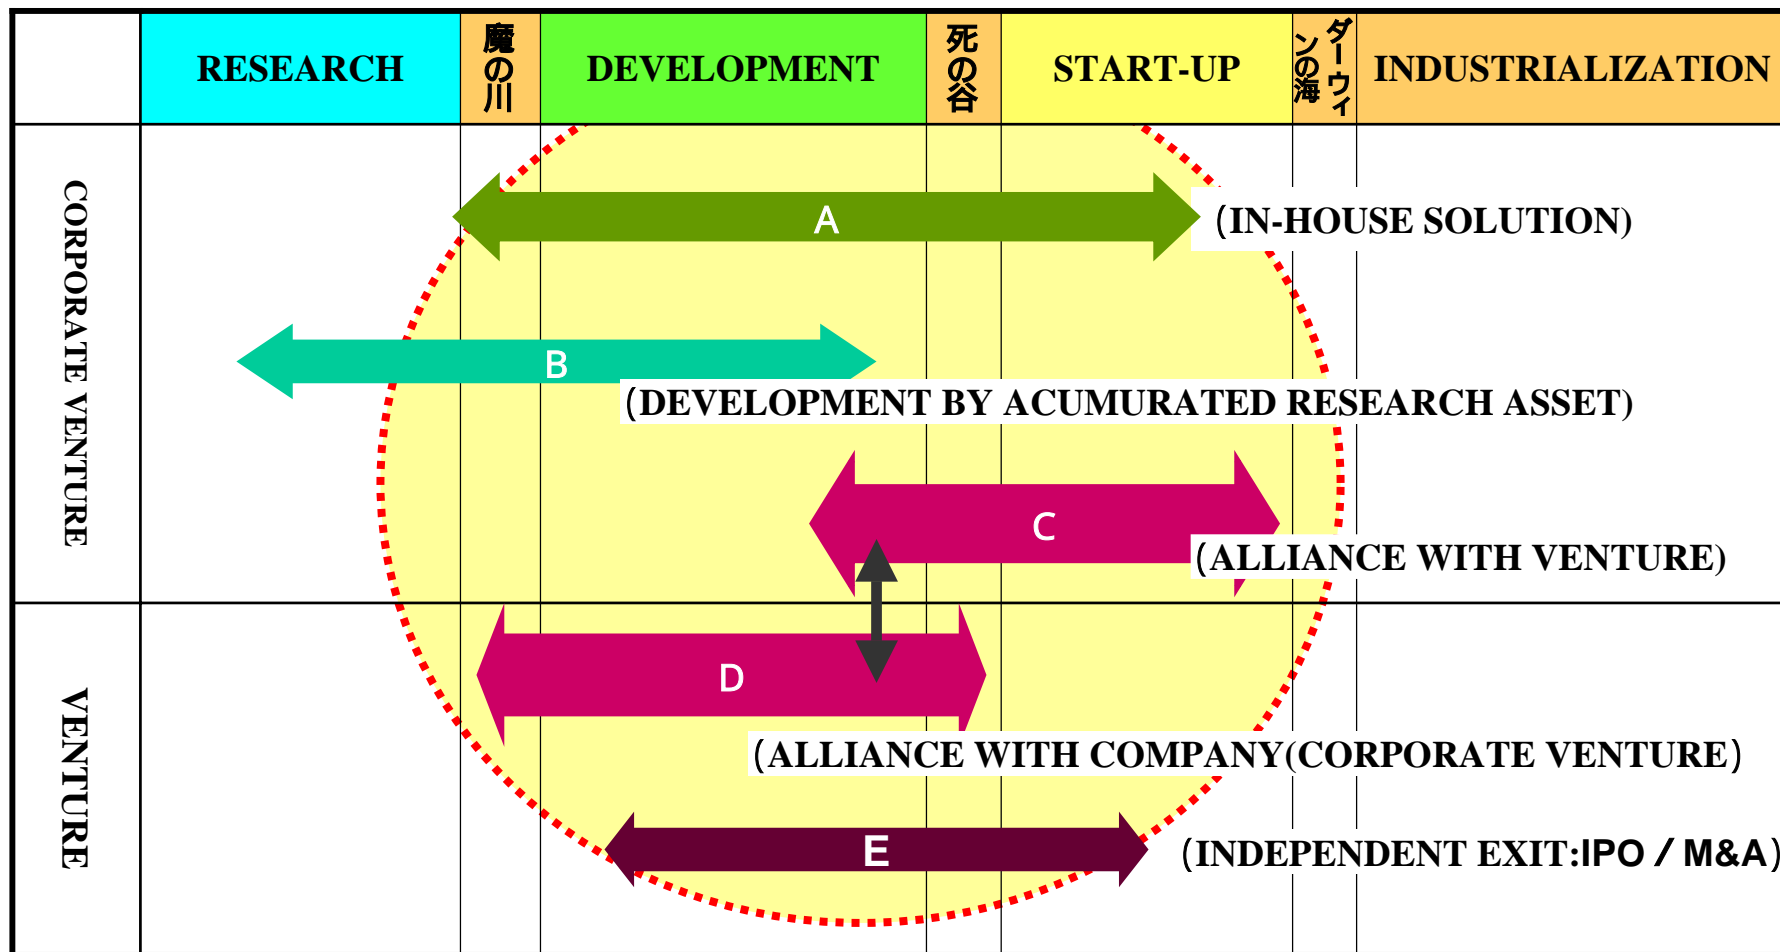 RESEARCH
魔の川
DEVELOPMENT
死の谷
START-UP
ダーウィ
ンの海
INDUSTRIALIZATION
CORPORATE VENTURE
A
(IN-HOUSE SOLUTION)
B
(DEVELOPMENT BY ACUMURATED RESEARCH ASSET)
C
(ALLIANCE WITH VENTURE)
VENTURE
D
(ALLIANCE WITH COMPANY(CORPORATE VENTURE)
E
(INDEPENDENT EXIT:IPO／M&A)